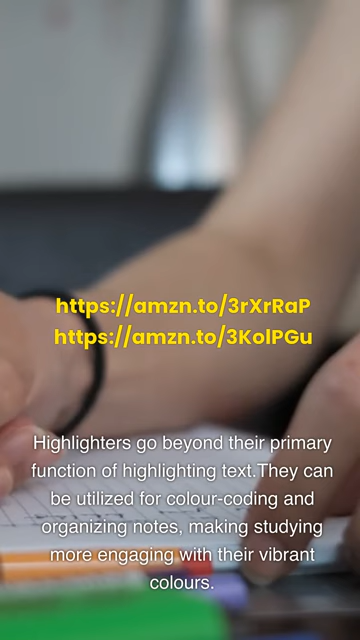 https://amzn.to/3rXrRaP
https://amzn.to/3KolPGu
Highlighters go beyond their primary
function of highlighting text.They can
be utilized for colour-coding and
organizing notes, making studying
more engaging with their vibrant
colours.